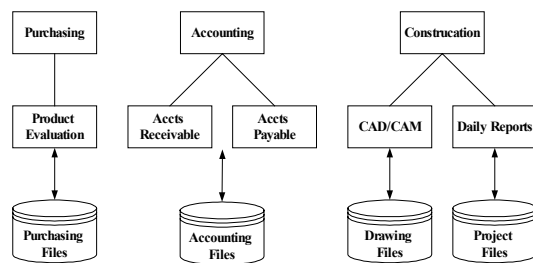 Purchasing
Accounting
Construcation
Product
Evaluation
Accts
Receivable
Accts
Payable
CAD/CAM
Daily Reports
Purchasing
Files
Accounting
Files
Drawing
Files
Project
Files